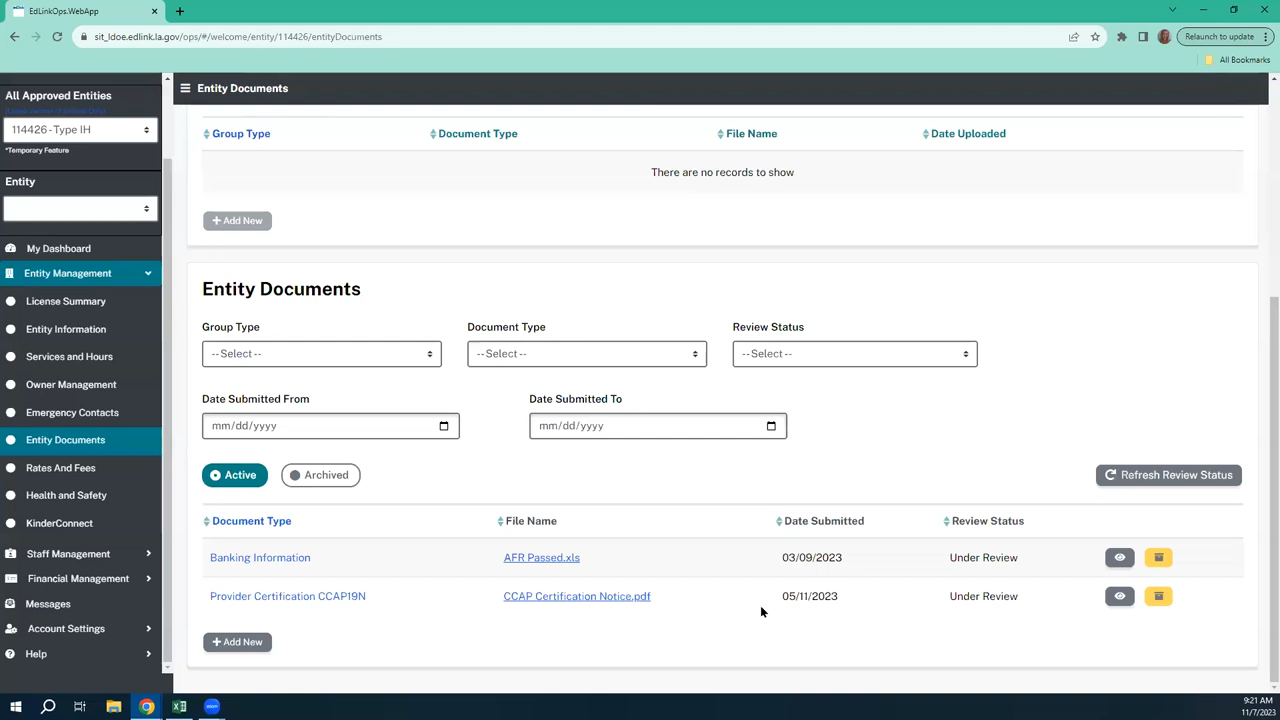 EdLinkOps.WebApp
sit_ldoe.edlink.la.gov/ops/#/welcome/entity/114426/entityDocuments
Relaunch to update
All Bookmarks
All Approved Entities
114426 - Type IH
*Temporary Feature
Entity
My Dashboard
Entity Management
License Summary
Entity Information
Services and Hours
Owner Management
Emergency Contacts
Entity Documents
Rates And Fees
Health and Safety
KinderConnect
Staff Management
Financial Management
Messages
Account Settings
Help
Entity Documents
Group Type Document Type File Name Date Uploaded
There are no records to show
+ Add New
Entity Documents
Group Type Document Type Review Status
-- Select -- -- Select -- -- Select --
Date Submitted From Date Submitted To
mm/dd/yyyy mm/dd/yyyy
Active Archived Refresh Review Status
Document Type File Name Date Submitted Review Status
Banking Information AFR Passed.xls 03/09/2023 Under Review
Provider Certification CCAP19N CCAP Certification Notice.pdf 05/11/2023 Under Review
+ Add New
zoom
9:21 AM
11/7/2023